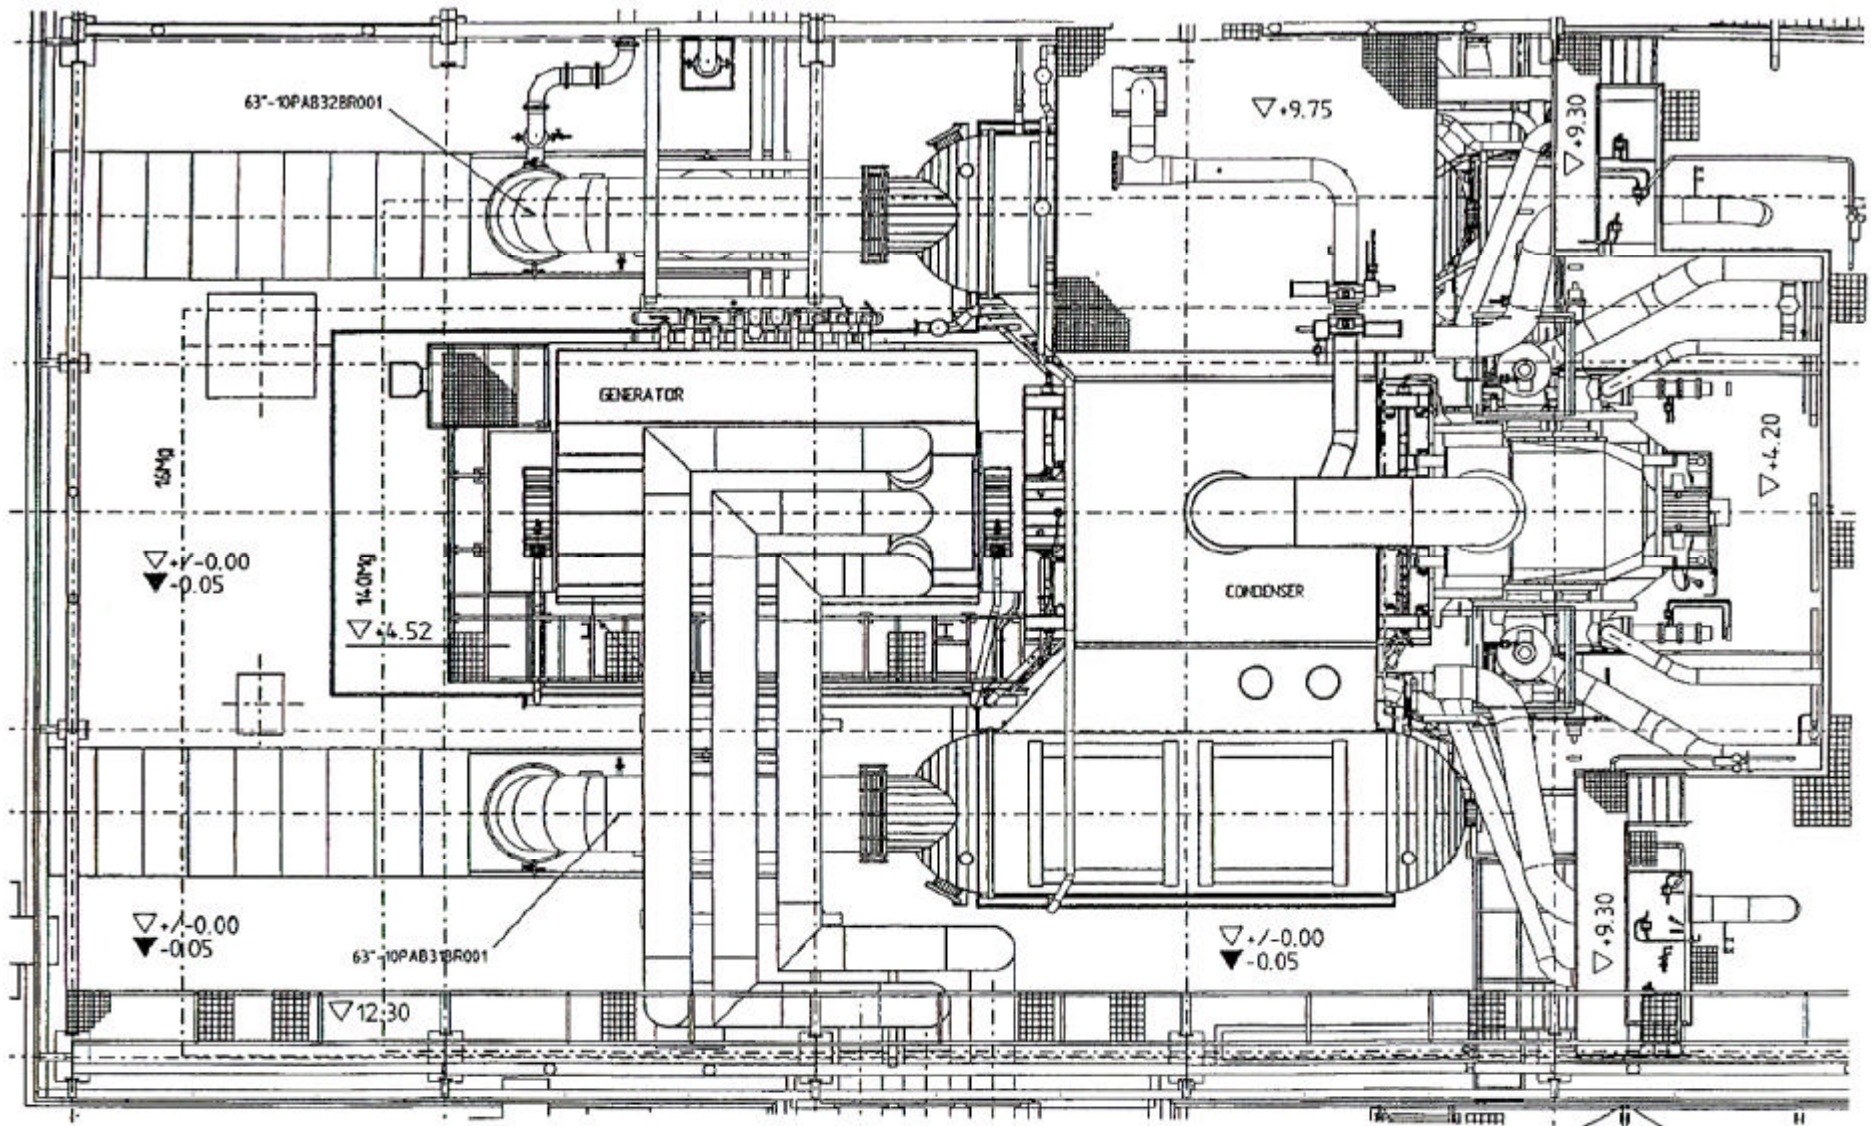 63"-10PAB32BR001
+9.75
+9.30
GENERATOR
16Mg
140Mg
+4.20
+/-0.00
-0.05
+4.52
CONDENSER
+/-0.00
-0.05
63"-10PAB31BR001
+/-0.00
-0.05
+9.30
12.30